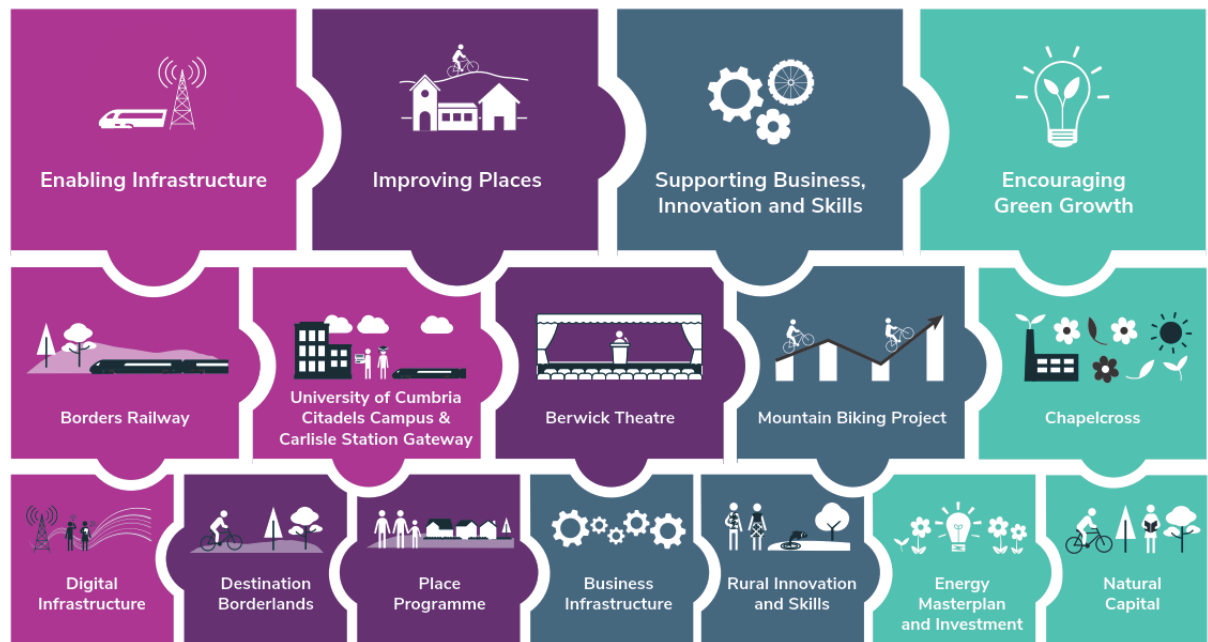 Enabling Infrastructure
Improving Places
Supporting Business,
Innovation and Skills
Encouraging
Green Growth
Borders Railway
University of Cumbria
Citadels Campus &
Carlisle Station Gateway
Berwick Theatre
Mountain Biking Project
Chapelcross
Digital
Infrastructure
Destination
Borderlands
Place
Programme
Business
Infrastructure
Rural Innovation
and Skills
Energy
Masterplan
and Investment
Natural
Capital